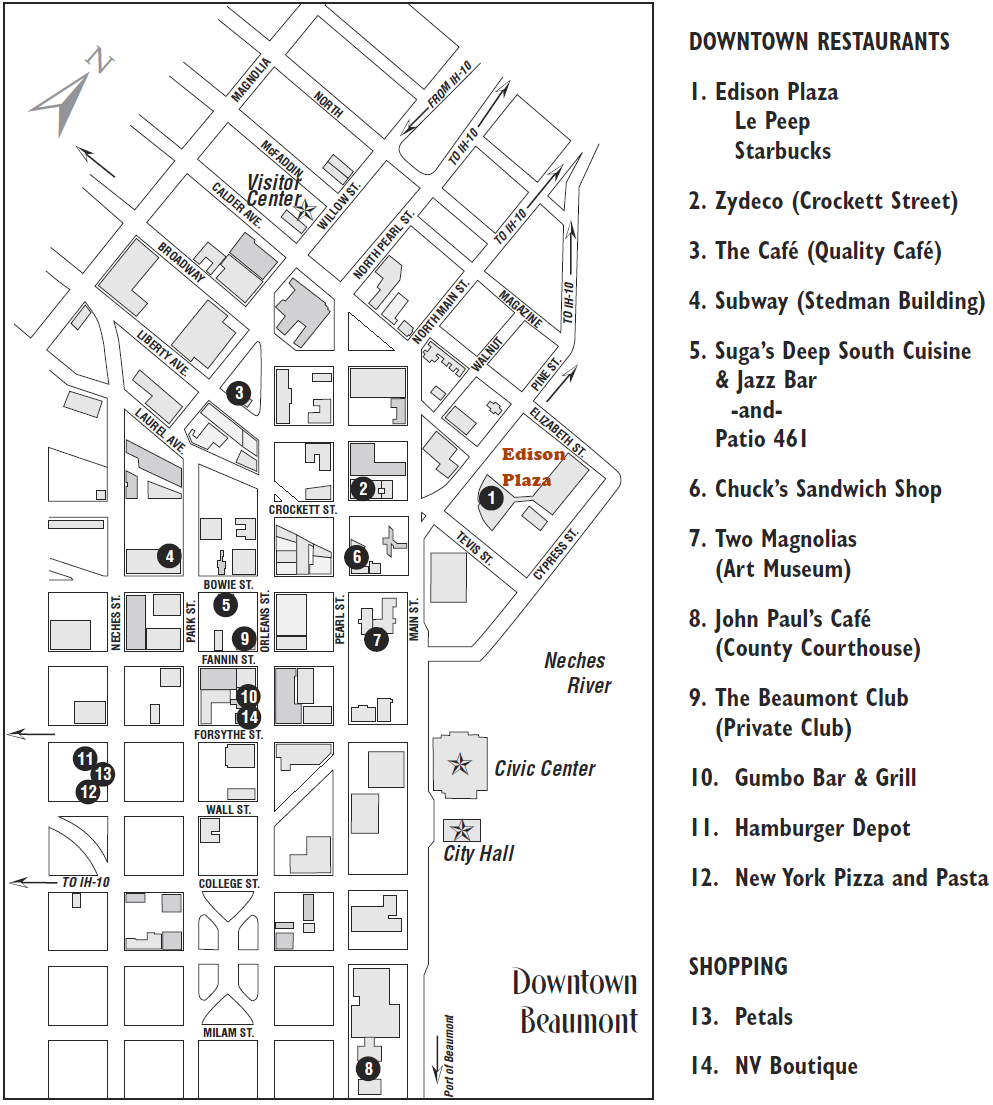 N
MAGNOLIA
NORTH
FROM IH-10
TO IH-10
McFADDIN
Visitor
Center
CALDER AVE.
WILLOW ST.
TO IH-10
BROADWAY
NORTH PEARL ST.
NORTH MAIN ST.
MAGAZINE
TO IH-10
LIBERTY AVE.
WALNUT
PINE ST.
3
LAUREL AVE.
ELIZABETH ST.
Edison
Plaza
2
1
CROCKETT ST.
TEVIS ST.
CYPRESS ST.
4
6
BOWIE ST.
NECHES ST.
PARK ST.
5
ORLEANS ST.
PEARL ST.
MAIN ST.
9
7
FANNIN ST.
Neches
River
10
14
FORSYTHE ST.
11
13
12
Civic Center
WALL ST.
City Hall
TO IH-10
COLLEGE ST.
Downtown
Beaumont
MILAM ST.
8
Port of Beaumont
DOWNTOWN RESTAURANTS
1. Edison Plaza
Le Peep
Starbucks
2. Zydeco (Crockett Street)
3. The Café (Quality Café)
4. Subway (Stedman Building)
5. Suga's Deep South Cuisine
& Jazz Bar
-and-
Patio 461
6. Chuck's Sandwich Shop
7. Two Magnolias
(Art Museum)
8. John Paul's Café
(County Courthouse)
9. The Beaumont Club
(Private Club)
10. Gumbo Bar & Grill
11. Hamburger Depot
12. New York Pizza and Pasta
SHOPPING
13. Petals
14. NV Boutique